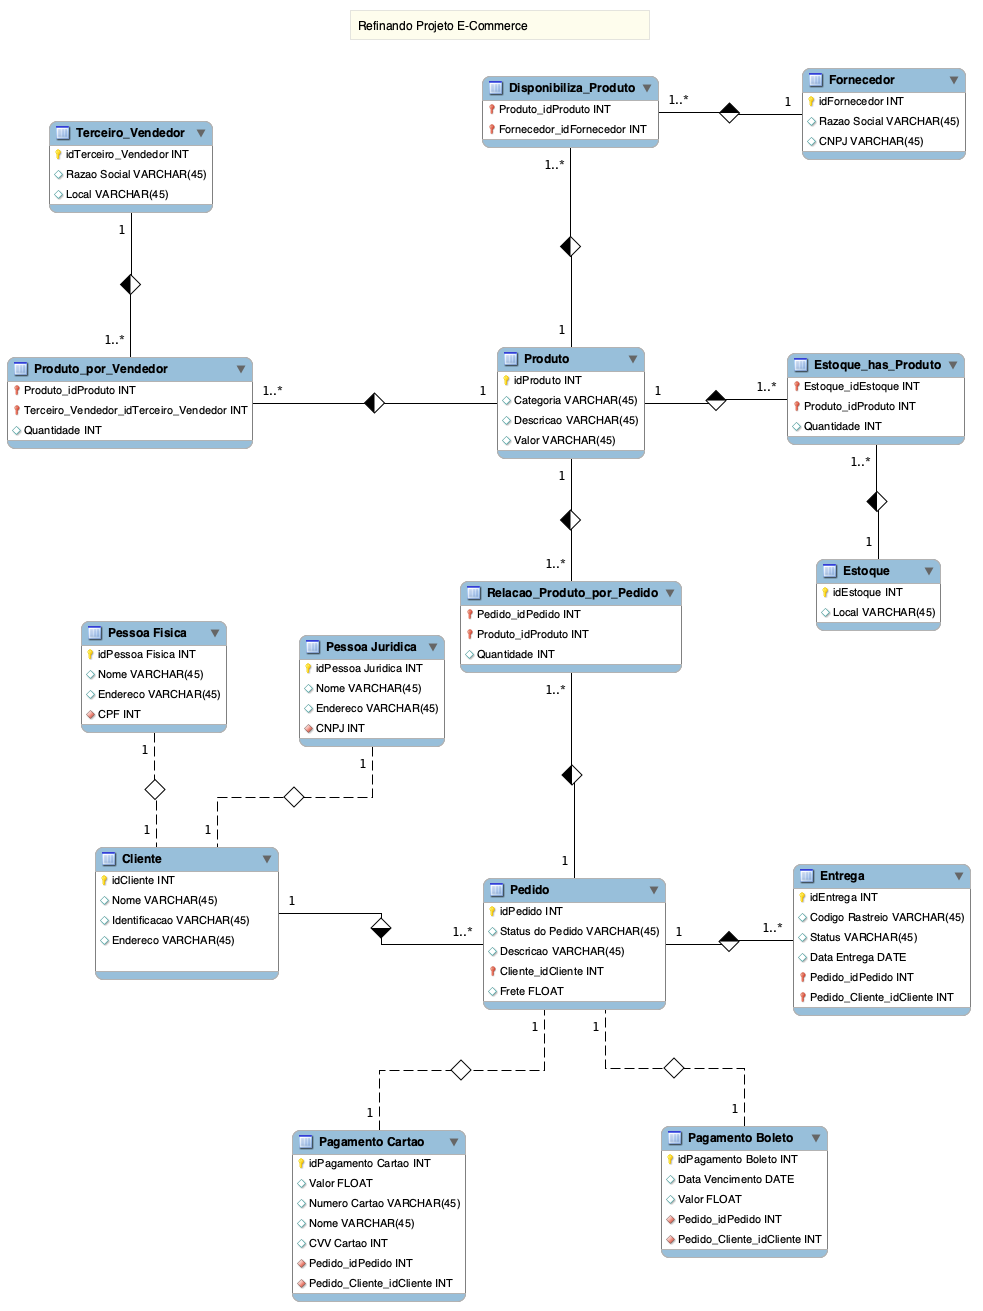 Refinando Projeto E-Commerce
Disponibiliza_Produto
Produto_idProduto INT
Fornecedor_idFornecedor INT
1..*
1
Fornecedor
idFornecedor INT
Razao Social VARCHAR(45)
CNPJ VARCHAR(45)
Terceiro_Vendedor
idTerceiro_Vendedor INT
Razao Social VARCHAR(45)
Local VARCHAR(45)
1
1..*
1..*
1
Produto_por_Vendedor
Produto_idProduto INT
Terceiro_Vendedor_idTerceiro_Vendedor INT
Quantidade INT
1..*
1
Produto
idProduto INT
Categoria VARCHAR(45)
Descricao VARCHAR(45)
Valor VARCHAR(45)
1
1..*
Estoque_has_Produto
Estoque_idEstoque INT
Produto_idProduto INT
Quantidade INT
1..*
1
Estoque
idEstoque INT
Local VARCHAR(45)
1
1..*
Relacao_Produto_por_Pedido
Pedido_idPedido INT
Produto_idProduto INT
Quantidade INT
1..*
1
Pessoa Fisica
idPessoa Fisica INT
Nome VARCHAR(45)
Endereco VARCHAR(45)
CPF INT
1
1
Pessoa Juridica
idPessoa Juridica INT
Nome VARCHAR(45)
Endereco VARCHAR(45)
CNPJ INT
1
1
Cliente
idCliente INT
Nome VARCHAR(45)
Identificacao VARCHAR(45)
Endereco VARCHAR(45)
1
1..*
Pedido
idPedido INT
Status do Pedido VARCHAR(45)
Descricao VARCHAR(45)
Cliente_idCliente INT
Frete FLOAT
1
1..*
Entrega
idEntrega INT
Codigo Rastreio VARCHAR(45)
Status VARCHAR(45)
Data Entrega DATE
Pedido_idPedido INT
Pedido_Cliente_idCliente INT
1
1
1
1
Pagamento Cartao
idPagamento Cartao INT
Valor FLOAT
Numero Cartao VARCHAR(45)
Nome VARCHAR(45)
CVV Cartao INT
Pedido_idPedido INT
Pedido_Cliente_idCliente INT
Pagamento Boleto
idPagamento Boleto INT
Data Vencimento DATE
Valor FLOAT
Pedido_idPedido INT
Pedido_Cliente_idCliente INT